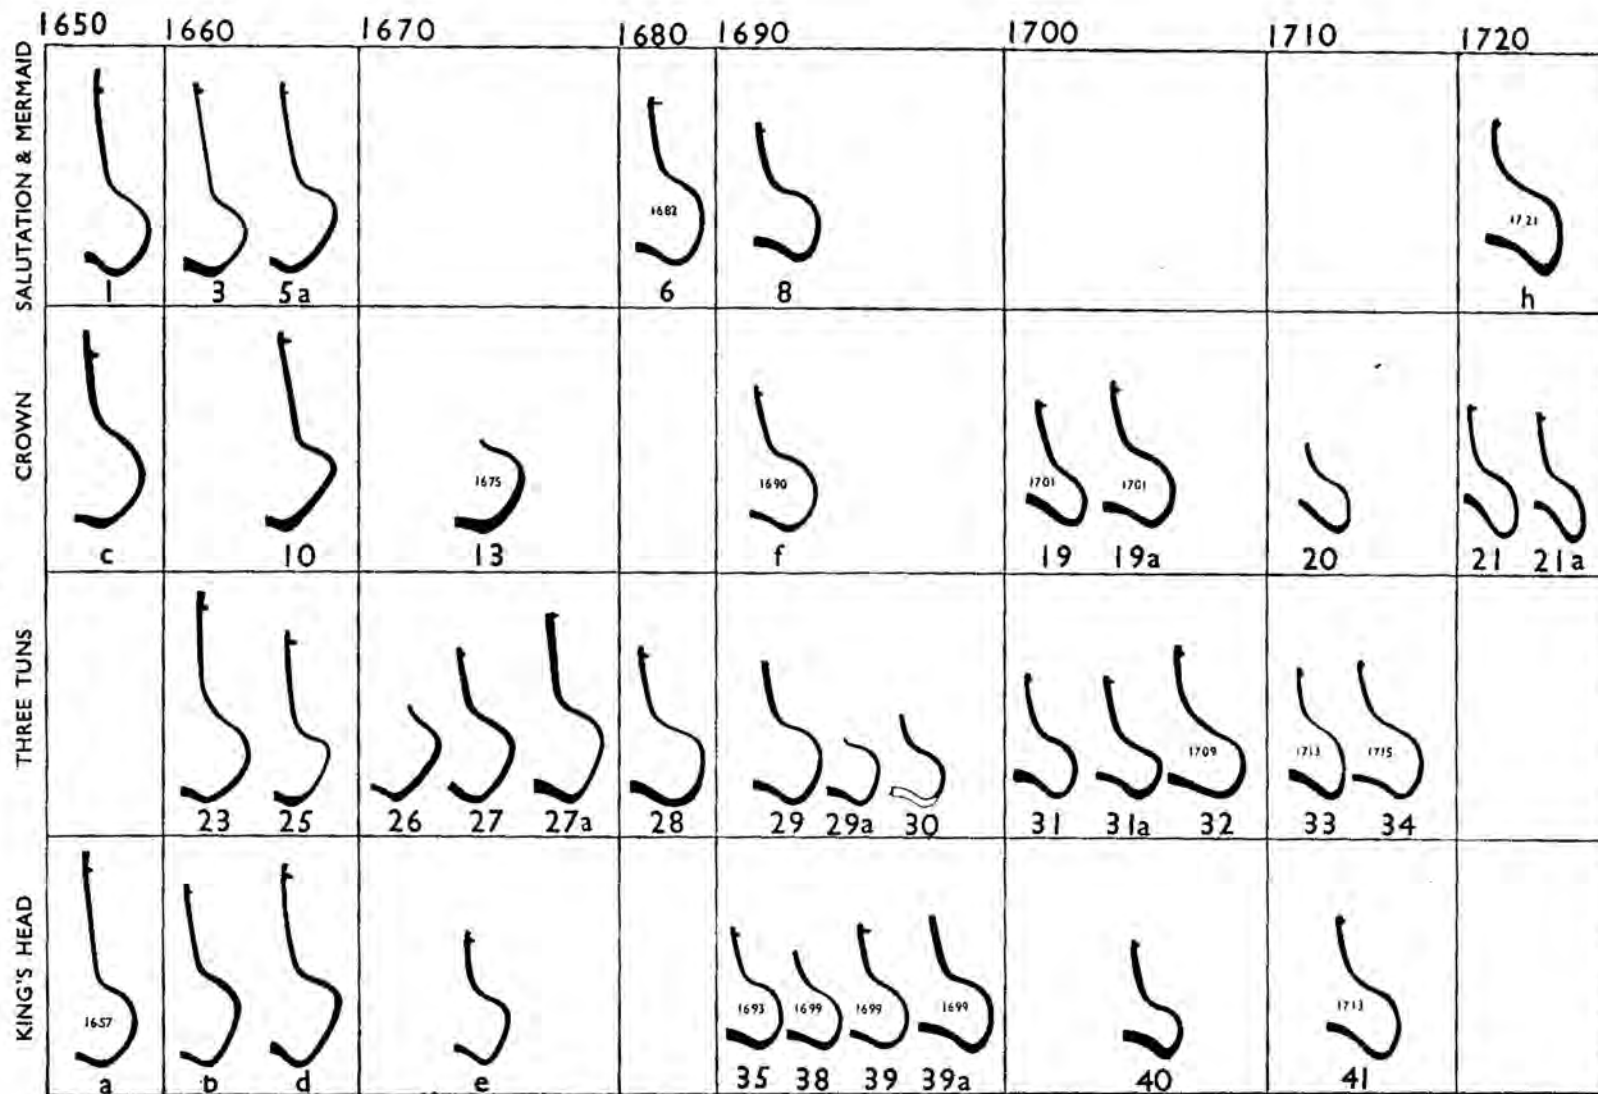 1650 1660 1670 1680 1690 1700 1710 1720
SALUTATION & MERMAID
1682
1721
1 3 5a 6 8 h
CROWN
1675
1690
1701
1701
c 10 13 f 19 19a 20 21 21a
THREE TUNS
1709
1713
1715
23 25 26 27 27a 28 29 29a 30 31 31a 32 33 34
KING'S HEAD
1657
1693
1699
1699
1699
1713
a b d e 35 38 39 39a 40 41